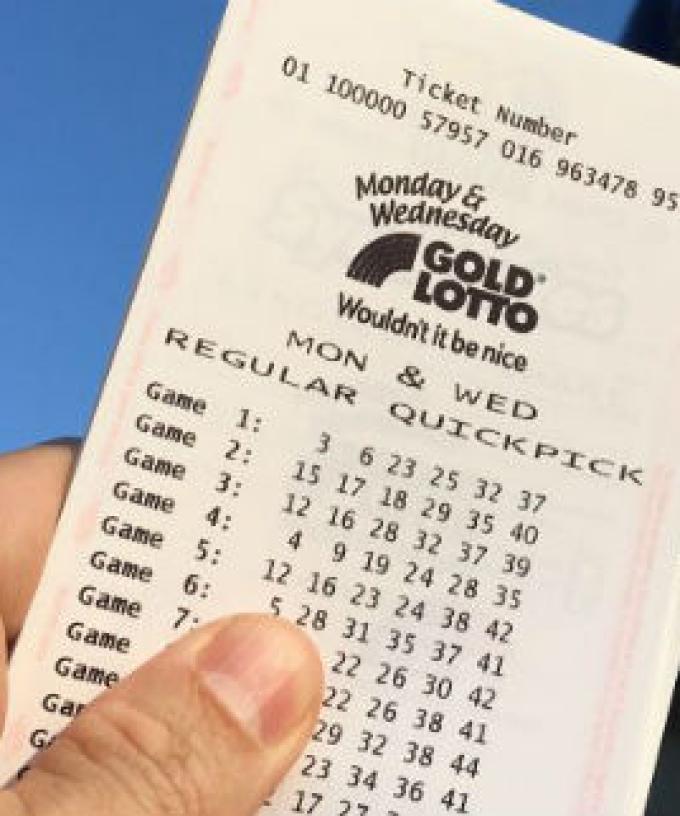 Ticket Number
01 100000 57957 016 963478 95
Monday &
Wednesday
GOLD
LOTTO
Wouldn't it be nice
MON & WED
REGULAR QUICKPICK
Game 1: 3 6 23 25 32 37
Game 2: 15 17 18 29 35 40
Game 3: 12 16 28 32 37 39
Game 4: 4 9 19 24 28 35
Game 5: 12 16 23 24 38 42
Game 6: 5 28 31 35 37 41
Game 7: 22 26 30 42
Game 22 26 38 41
Game 29 32 38 44
23 34 36 41
17 27